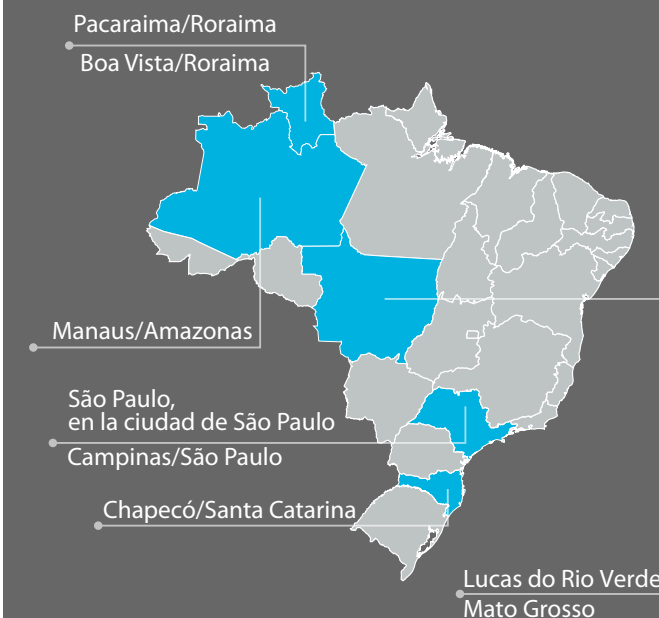 Pacaraima/Roraima
Boa Vista/Roraima
Manaus/Amazonas
São Paulo,
en la ciudad de São Paulo
Campinas/São Paulo
Chapecó/Santa Catarina
Lucas do Rio Verde
Mato Grosso